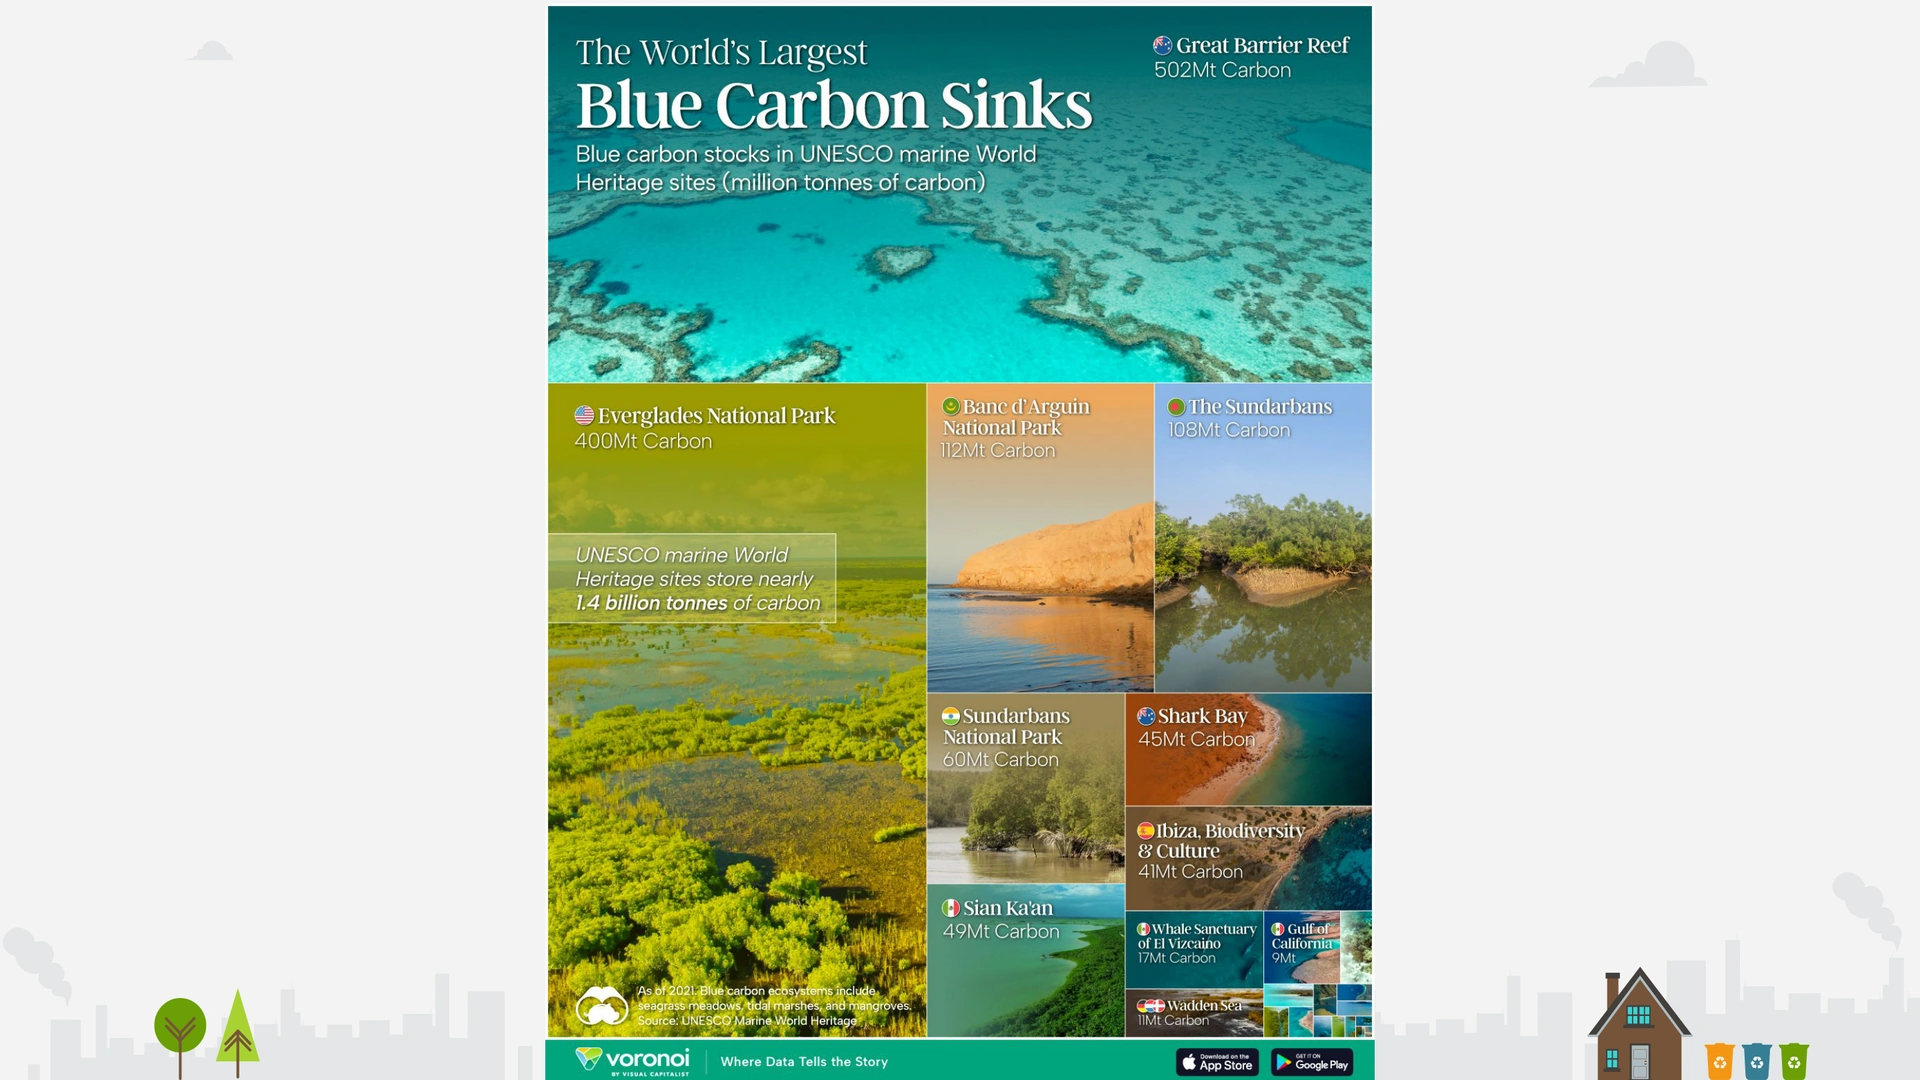 The World's Largest
Blue Carbon Sinks
Blue carbon stocks in UNESCO marine World
Heritage sites (million tonnes of carbon)
Great Barrier Reef
502Mt Carbon
Everglades National Park
400Mt Carbon
UNESCO marine World
Heritage sites store nearly
1.4 billion tonnes of carbon
Banc d'Arguin
National Park
112Mt Carbon
The Sundarbans
108Mt Carbon
Sundarbans
National Park
60Mt Carbon
Shark Bay
45Mt Carbon
Ibiza, Biodiversity
& Culture
41Mt Carbon
Sian Ka'an
49Mt Carbon
Whale Sanctuary
of El Vizcaino
17Mt Carbon
Gulf of
California
9Mt
Wadden Sea
11Mt Carbon
As of 2021. Blue carbon ecosystems include
seagrass meadows, tidal marshes, and mangroves.
Source: UNESCO Marine World Heritage
voronoi
BY VISUAL CAPITALIST
Where Data Tells the Story
Download on the
App Store
GET IT ON
Google Play